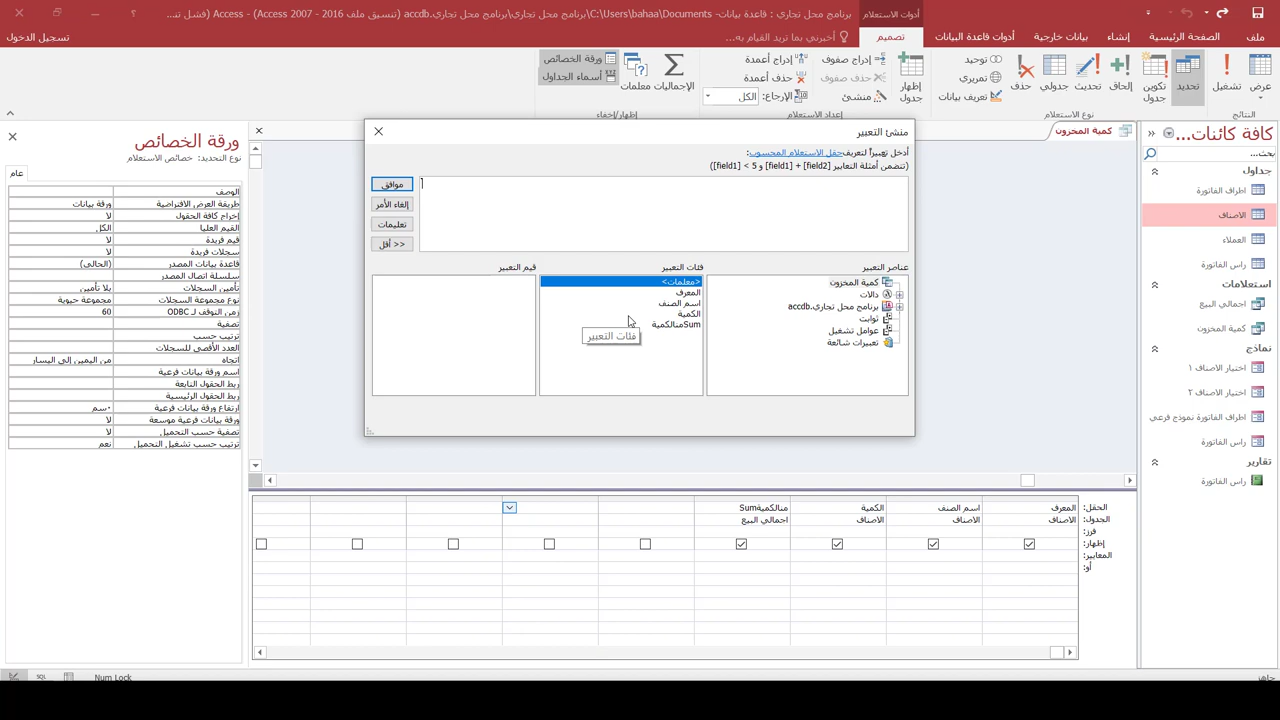 أدوات الاستعلام
برنامج محل تجاري : قاعدة بيانات- C:\Users\bahaa\Documents\برنامج محل تجاري\برنامج محل تجاري.accdb (تنسيق ملف Access 2007 - 2016) - Access (فشل تنـ
ملف
الصفحة الرئيسية
إنشاء
بيانات خارجية
أدوات قاعدة البيانات
تصميم
أخبرني بما تريد القيام به...
تسجيل الدخول
عرض
تشغيل
النتائج
تحديد
تكوين جدول
إلحاق
تحديث
جدولي
حذف
توحيد
تمريري
تعريف بيانات
نوع الاستعلام
إظهار جدول
إدراج صفوف
حذف صفوف
منشئ
إدراج أعمدة
حذف أعمدة
الإرجاع:
الكل
إعداد الاستعلام
الإجماليات
معلمات
ورقة الخصائص
أسماء الجداول
إظهار/إخفاء
كافة كائنات...
بحث...
جداول
اطراف الفاتورة
الاصناف
العملاء
راس الفاتورة
استعلامات
اجمالي البيع
كمية المخزون
نماذج
اختيار الاصناف ١
اختيار الاصناف ٢
اطراف الفاتورة نموذج فرعي
راس الفاتورة
تقارير
راس الفاتورة
كمية المخزون
منشئ التعبير
أدخل تعبيراً لتعريف حقل الاستعلام المحسوب:
(تتضمن أمثلة التعابير [field1] + [field2] و [field1] < 5)
موافق
إلغاء الأمر
تعليمات
<< أقل
عناصر التعبير
كمية المخزون
دالات
برنامج محل تجاري.accdb
ثوابت
عوامل تشغيل
تعبيرات شائعة
فئات التعبير
<معلمات>
المعرف
اسم الصنف
الكمية
Sumمنالكمية
فئات التعبير
قيم التعبير
ورقة الخصائص
نوع التحديد: خصائص الاستعلام
عام
الوصف
طريقة العرض الافتراضية ورقة بيانات
إخراج كافة الحقول لا
القيم العليا الكل
قيم فريدة لا
سجلات فريدة لا
قاعدة بيانات المصدر (الحالي)
سلسلة اتصال المصدر
تأمين السجلات بلا تأمين
نوع مجموعة السجلات مجموعة حيوية
زمن التوقف لـ ODBC 60
تصفية
ترتيب حسب
العدد الأقصى للسجلات
اتجاه من اليمين إلى اليسار
اسم ورقة بيانات فرعية
ربط الحقول التابعة
ربط الحقول الرئيسية
ارتفاع ورقة بيانات فرعية ٠سم
ورقة بيانات فرعية موسعة لا
تصفية حسب التحميل لا
ترتيب حسب تشغيل التحميل نعم
الحقل: المعرف اسم الصنف الكمية Sumمنالكمية
الجدول: الاصناف الاصناف الاصناف اجمالي البيع
فرز:
إظهار:
المعايير:
أو:
جاهز
Num Lock
SQL